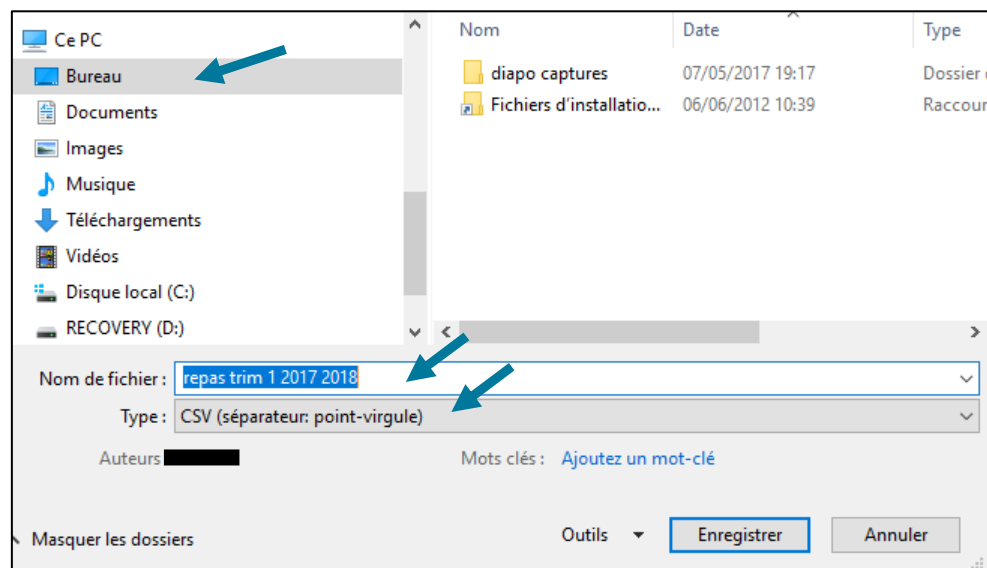 Ce PC
Bureau
Documents
Images
Musique
Téléchargements
Vidéos
Disque local (C:)
RECOVERY (D:)
Nom Date Type
diapo captures 07/05/2017 19:17 Dossier
Fichiers d'installatio... 06/06/2012 10:39 Raccour
Nom de fichier : repas trim 1 2017 2018
Type : CSV (séparateur: point-virgule)
Auteurs Mots clés : Ajoutez un mot-clé
Masquer les dossiers Outils Enregistrer Annuler